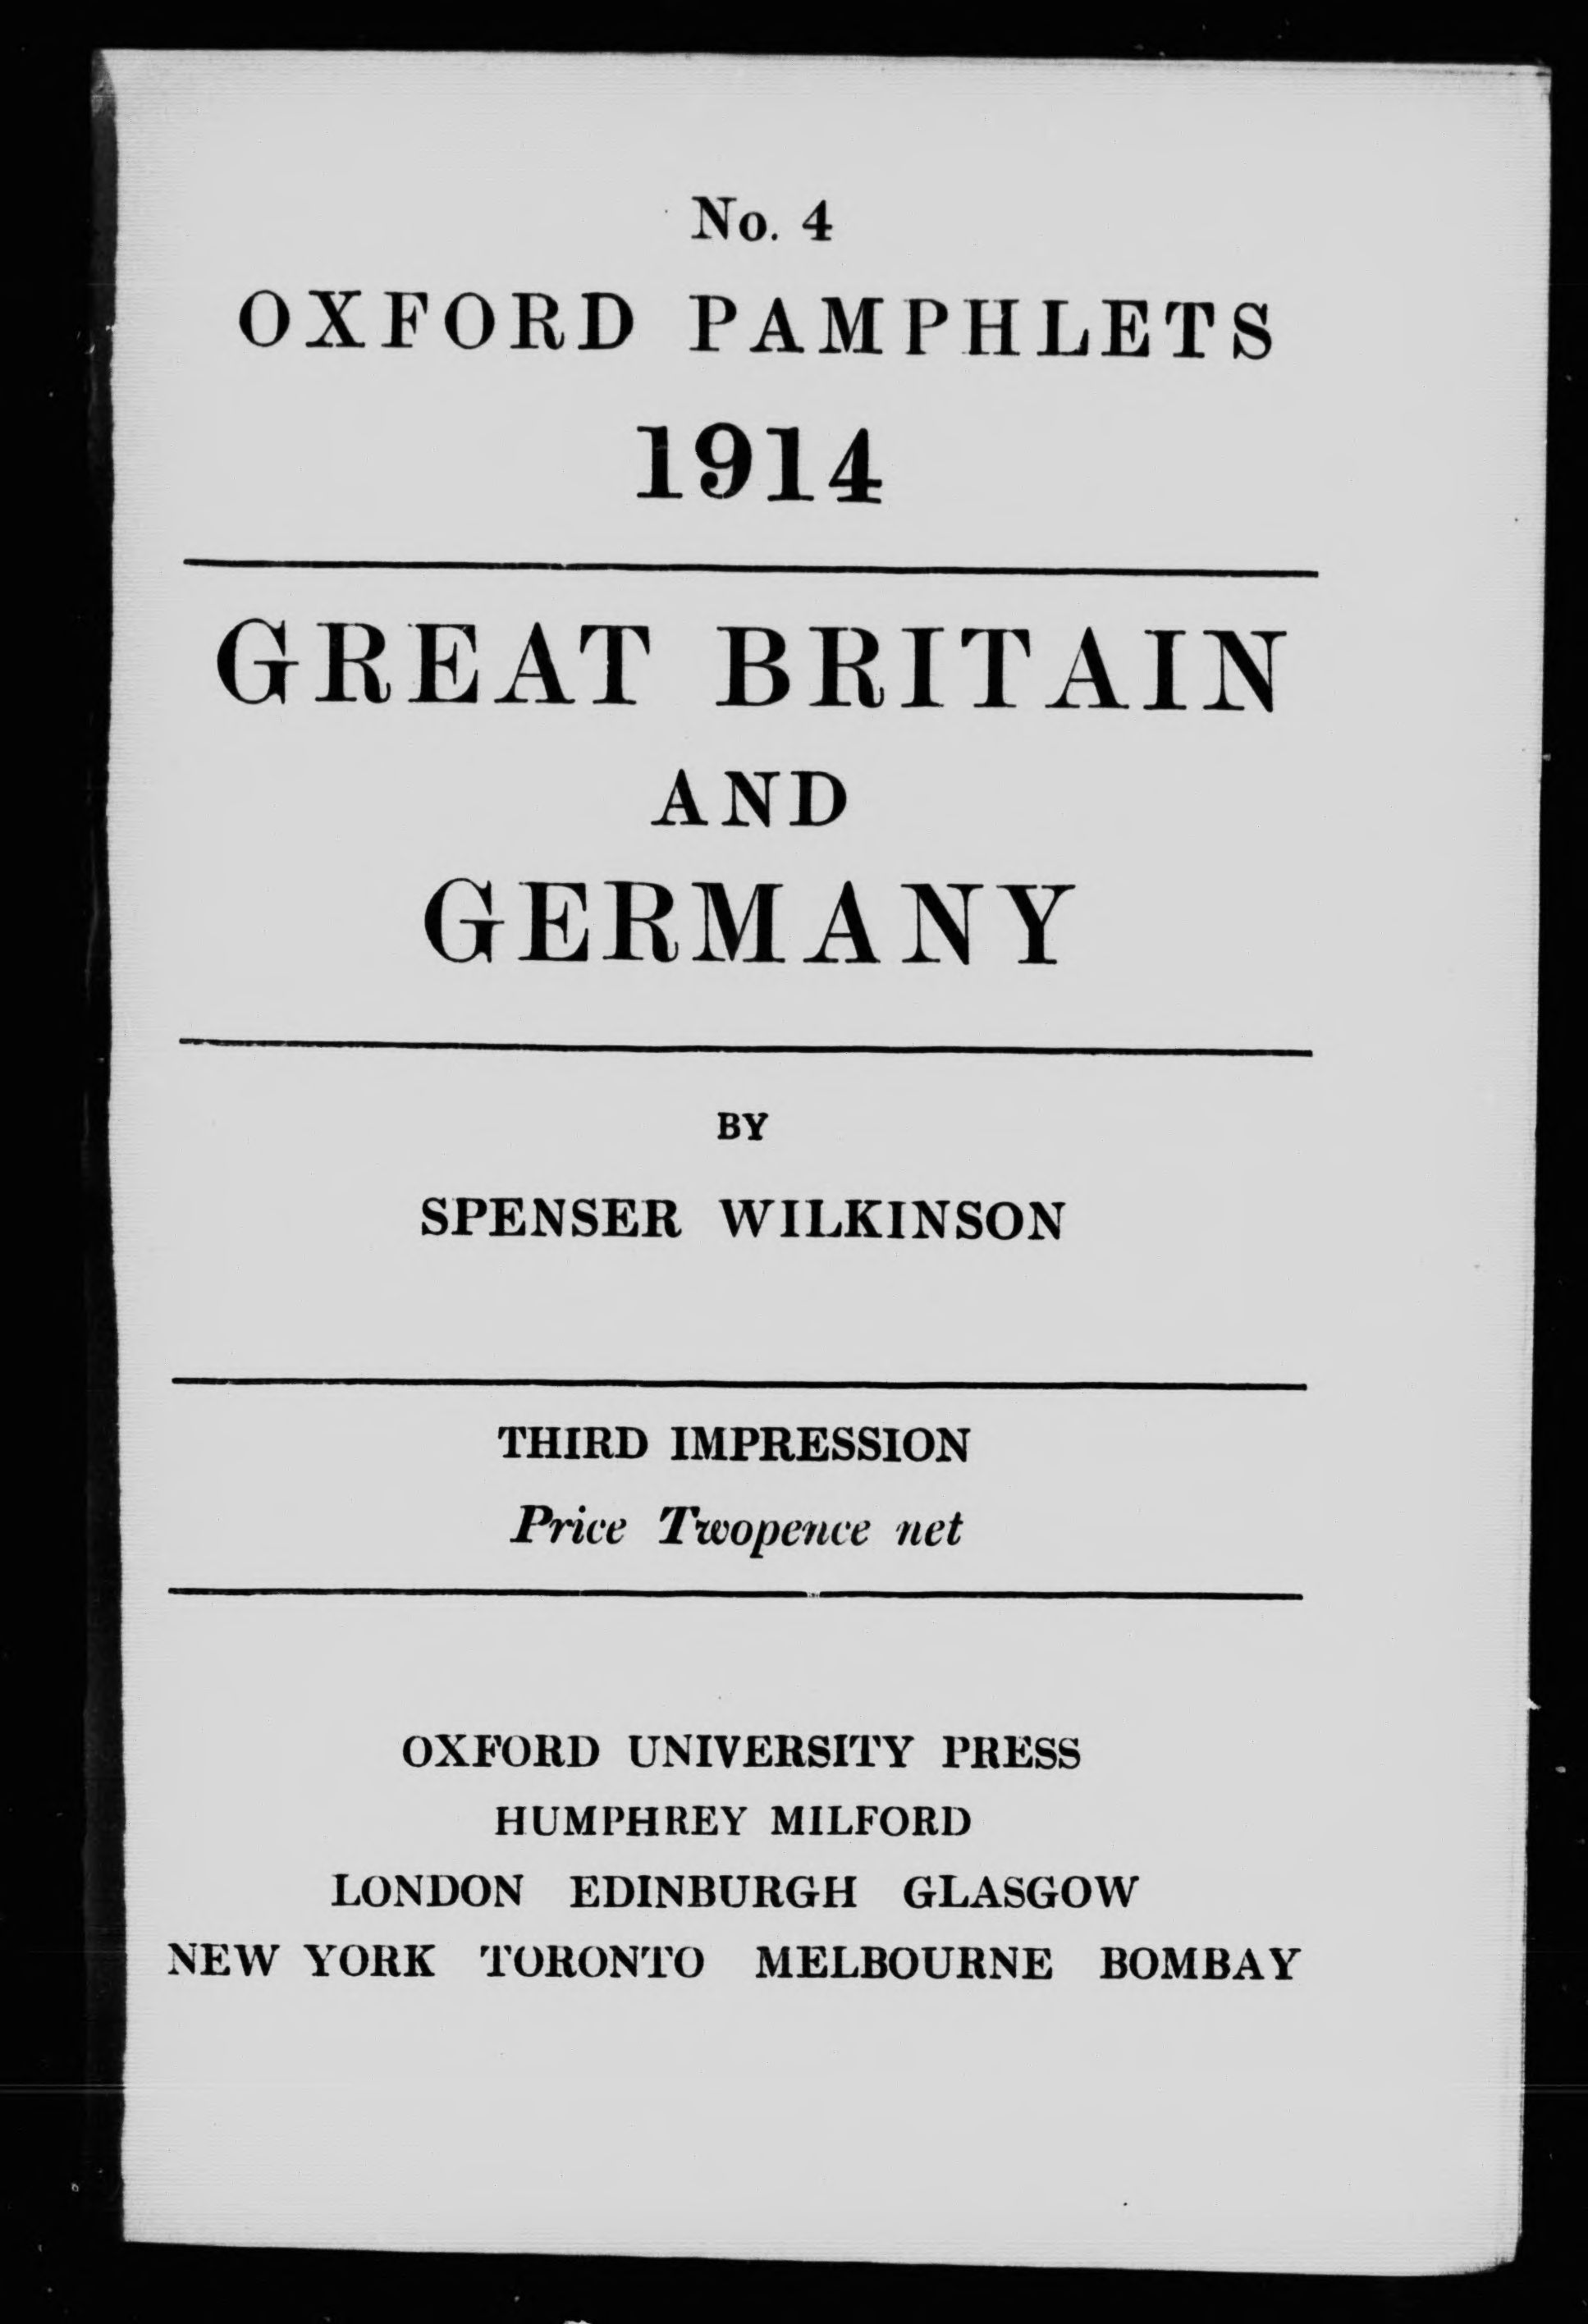 No. 4
OXFORD PAMPHLETS
1914
GREAT BRITAIN
AND
GERMANY
BY
SPENSER WILKINSON
THIRD IMPRESSION
Price Twopence net
OXFORD UNIVERSITY PRESS
HUMPHREY MILFORD
LONDON EDINBURGH GLASGOW
NEW YORK TORONTO MELBOURNE BOMBAY